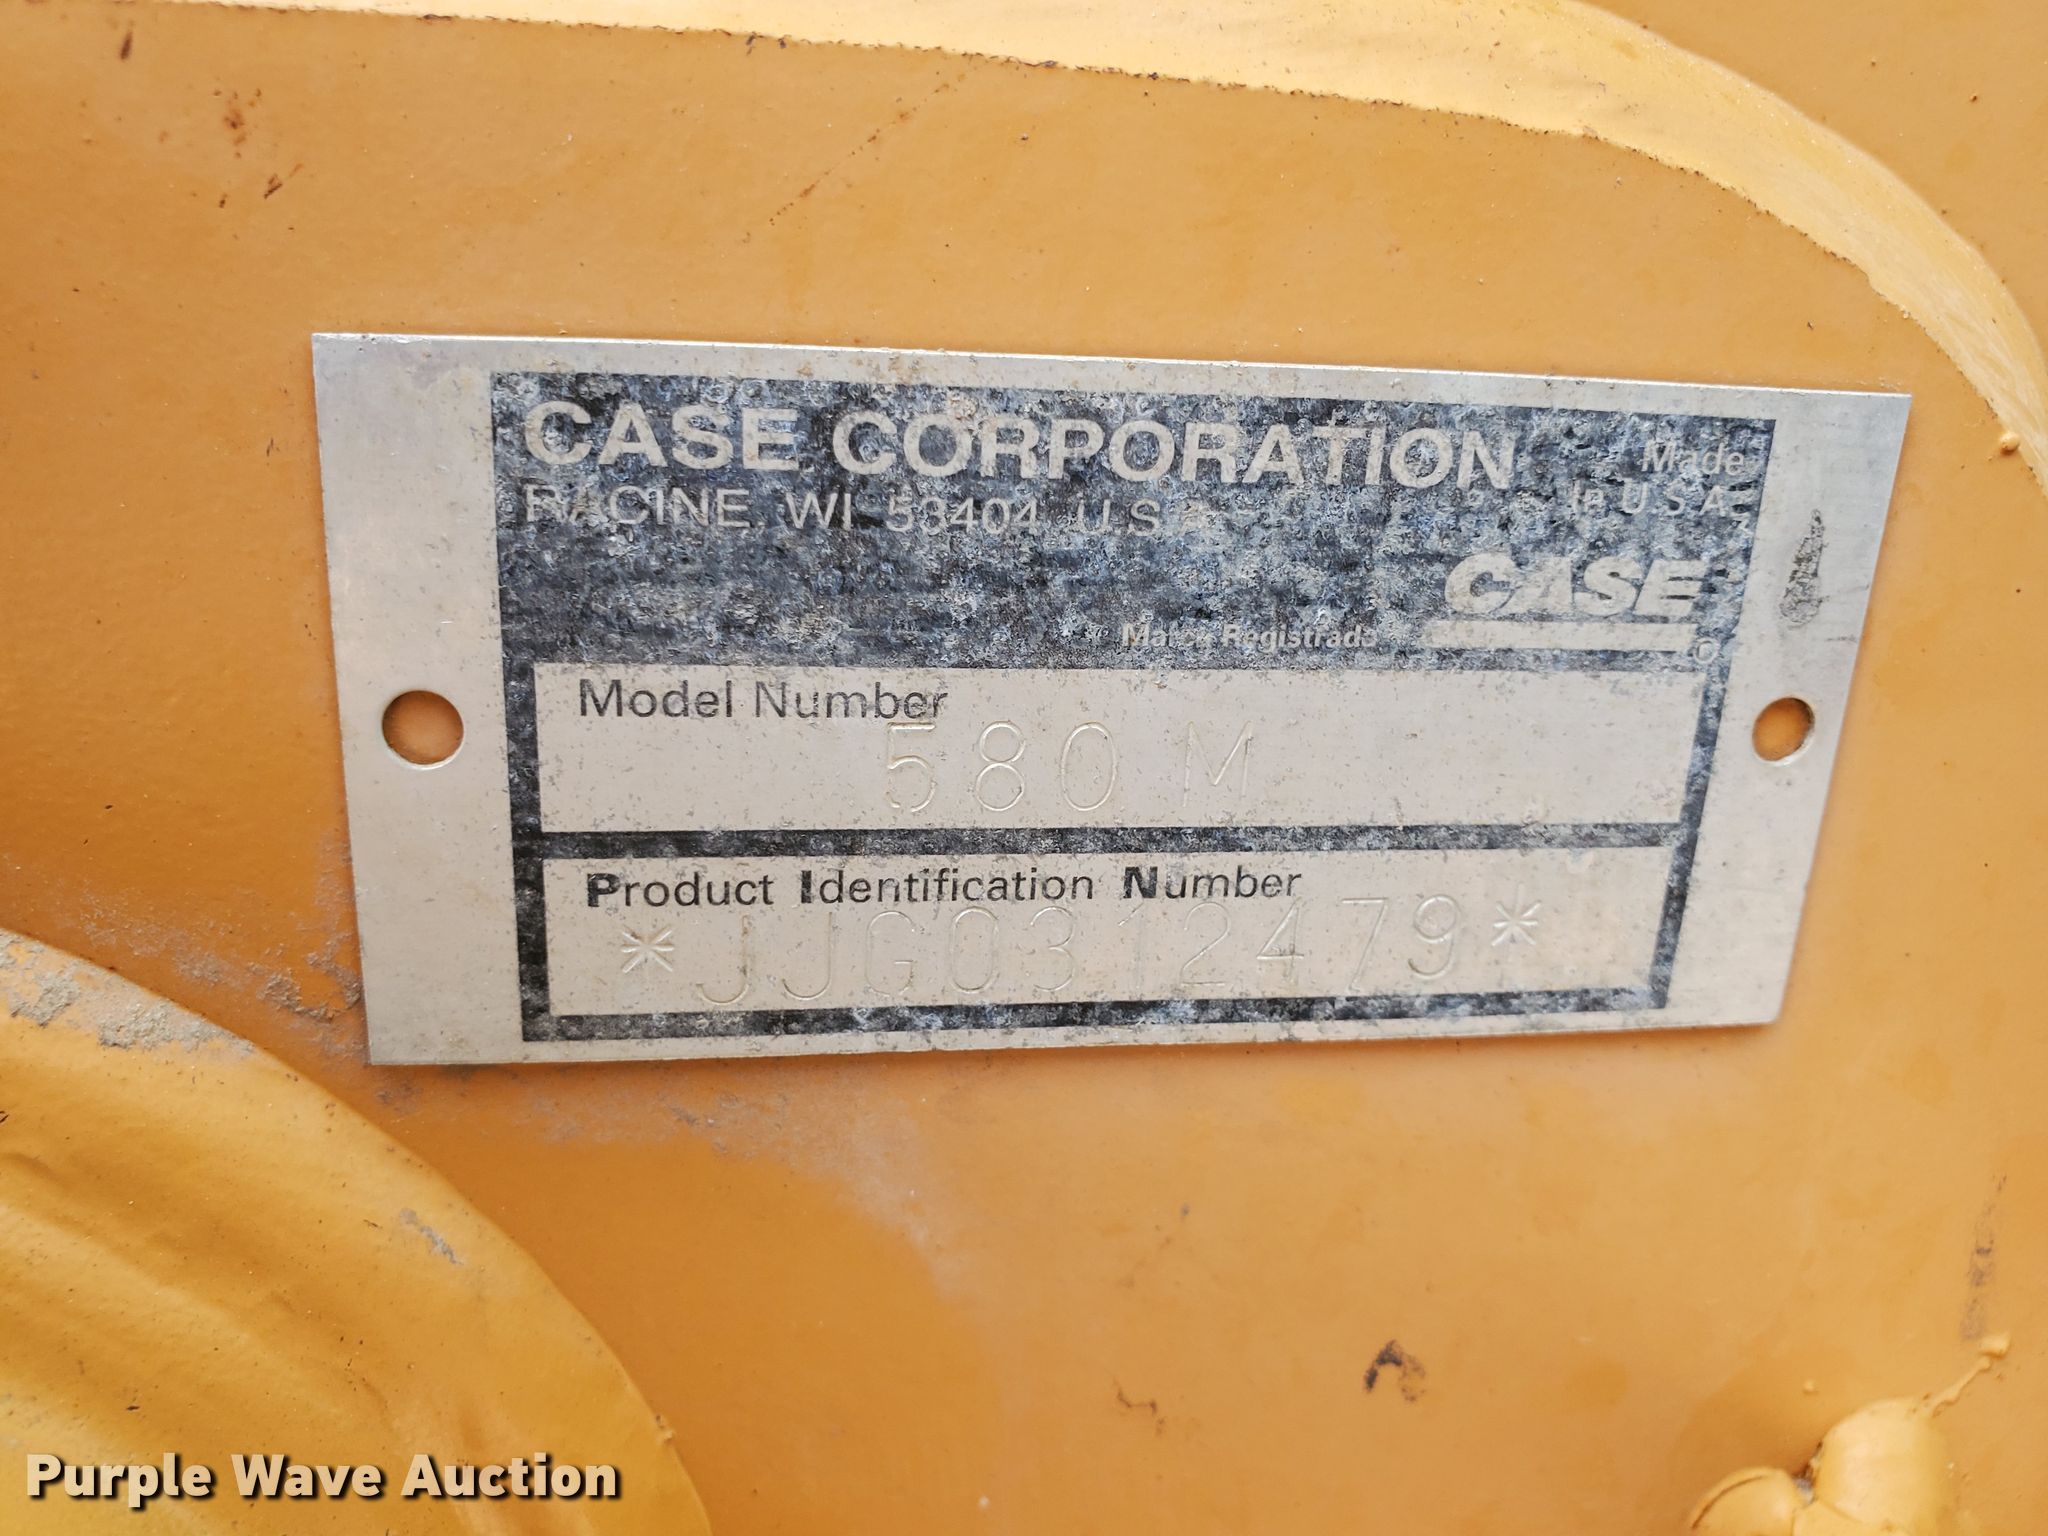 CASE CORPORATION
RACINE, WI 53404 U.S.A.
Made
In U.S.A.
CASE
Marca Registrada
©
Model Number
580 M
Product Identification Number
*JJG0312479*
Purple Wave Auction